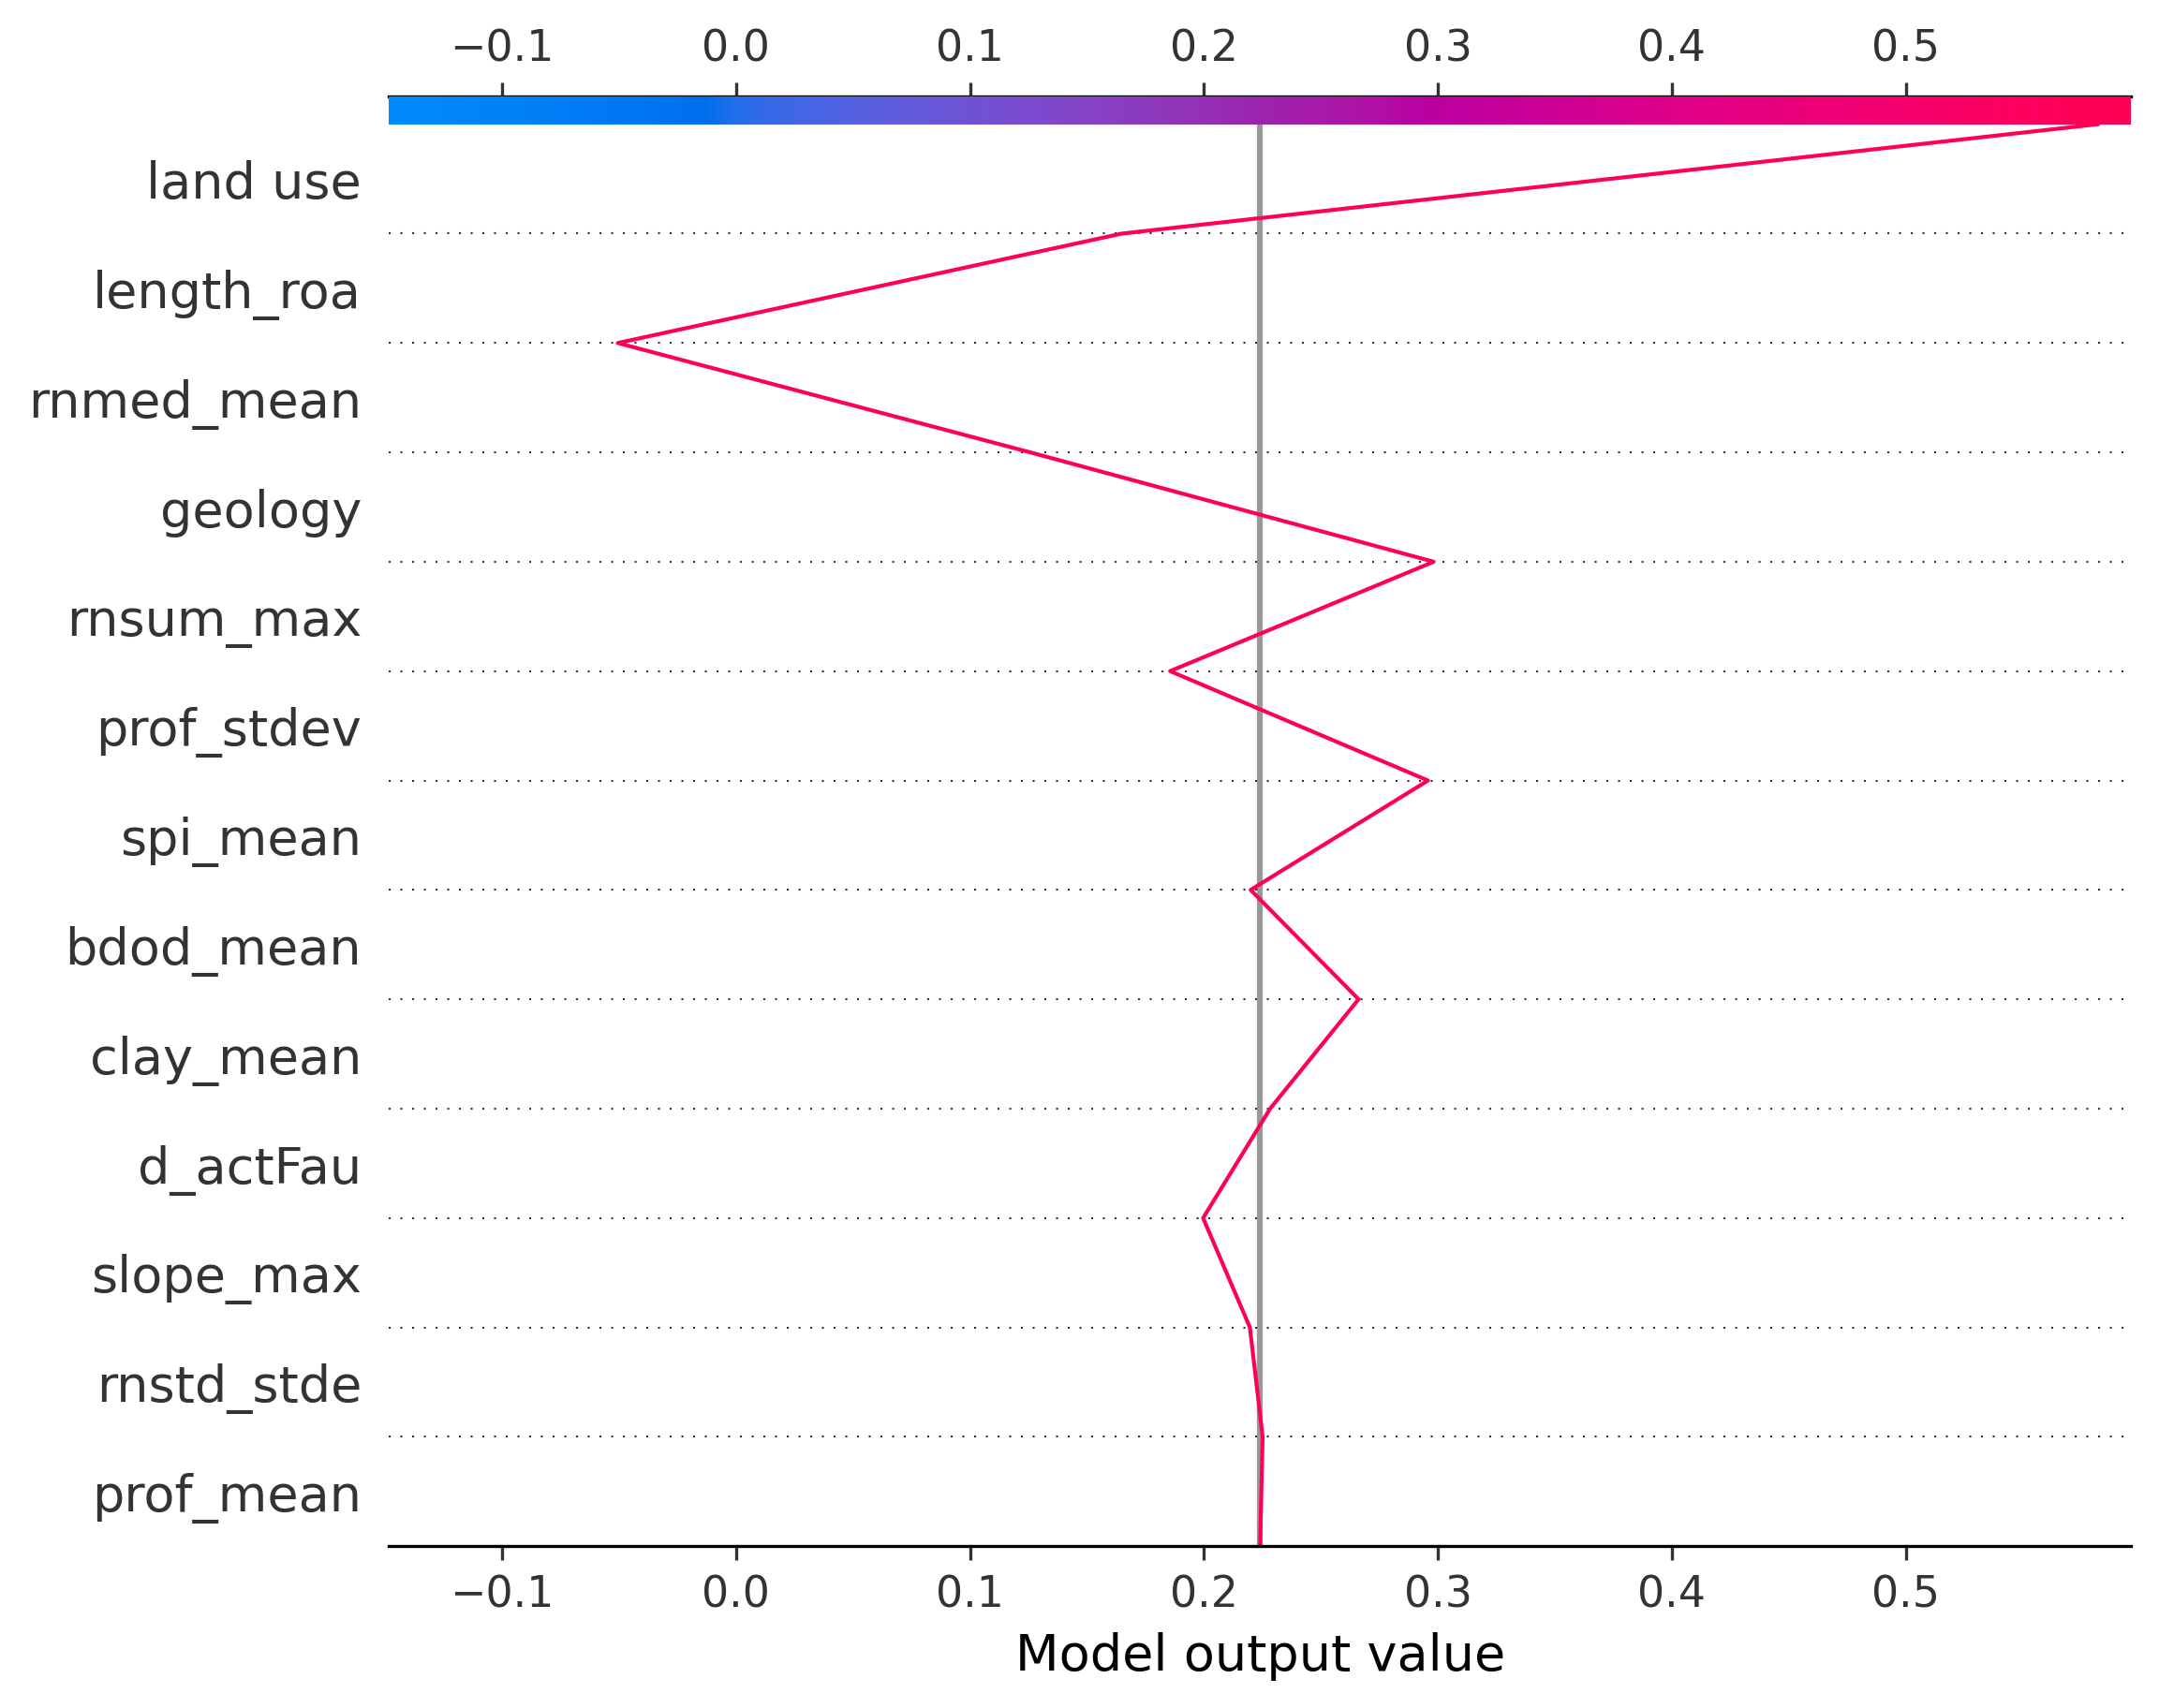 −0.1 0.0 0.1 0.2 0.3 0.4 0.5
land use
length_roa
rnmed_mean
geology
rnsum_max
prof_stdev
spi_mean
bdod_mean
clay_mean
d_actFau
slope_max
rnstd_stde
prof_mean
−0.1 0.0 0.1 0.2 0.3 0.4 0.5
Model output value